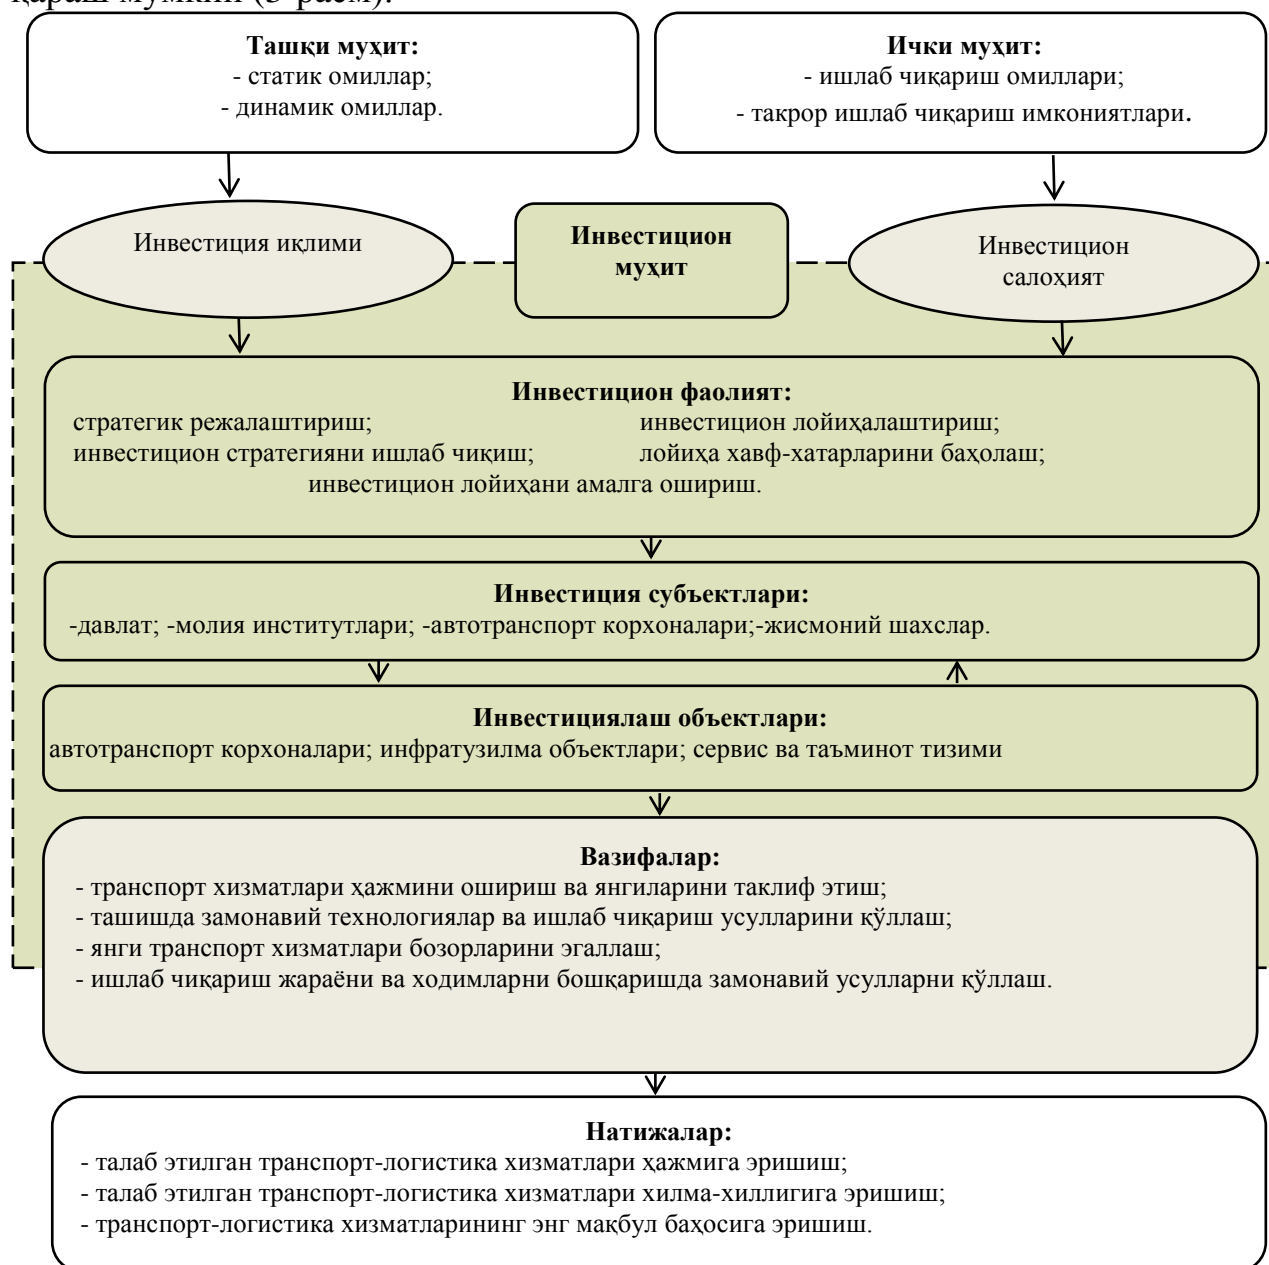 қараш мумкин (3-расм).
Ташқи муҳит:
- статик омиллар;
- динамик омиллар.
Ички муҳит:
- ишлаб чиқариш омиллари;
- такрор ишлаб чиқариш имкониятлари.
Инвестиция иқлими
Инвестицион
муҳит
Инвестицион
салоҳият
Инвестицион фаолият:
стратегик режалаштириш; инвестицион лойиҳалаштириш;
инвестицион стратегияни ишлаб чиқиш; лойиҳа хавф-хатарларини баҳолаш;
инвестицион лойиҳани амалга ошириш.
Инвестиция субъектлари:
-давлат; -молия институтлари; -автотранспорт корхоналари;-жисмоний шахслар.
Инвестициялаш объектлари:
автотранспорт корхоналари; инфратузилма объектлари; сервис ва таъминот тизими
Вазифалар:
- транспорт хизматлари ҳажмини ошириш ва янгиларини таклиф этиш;
- ташишда замонавий технологиялар ва ишлаб чиқариш усулларини қўллаш;
- янги транспорт хизматлари бозорларини эгаллаш;
- ишлаб чиқариш жараёни ва ходимларни бошқаришда замонавий усулларни қўллаш.
Натижалар:
- талаб этилган транспорт-логистика хизматлари ҳажмига эришиш;
- талаб этилган транспорт-логистика хизматлари хилма-хиллигига эришиш;
- транспорт-логистика хизматларининг энг мақбул баҳосига эришиш.